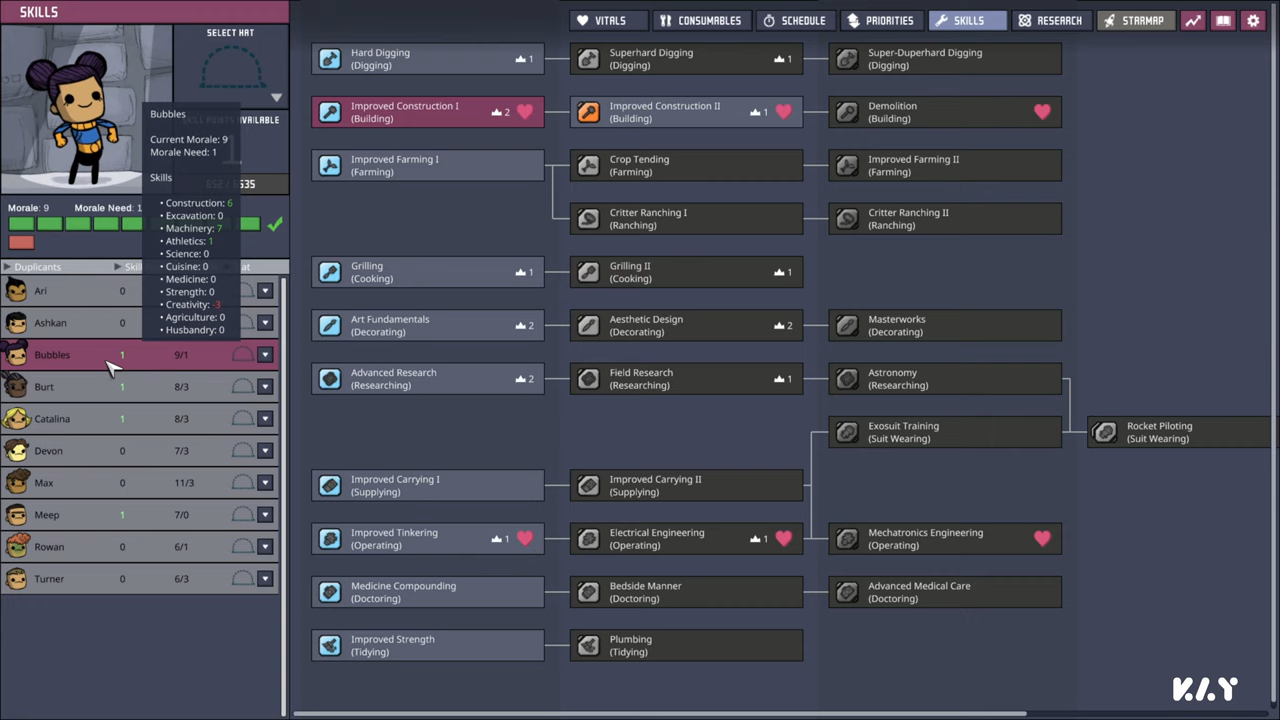 SKILLS
VITALS
CONSUMABLES
SCHEDULE
PRIORITIES
SKILLS
RESEARCH
STARMAP
SELECT HAT
Bubbles
Current Morale: 9
Morale Need: 1
Skills
• Construction: 6
• Excavation: 0
• Machinery: 7
• Athletics: 1
• Science: 0
• Cuisine: 0
• Medicine: 0
• Strength: 0
• Creativity: -3
• Agriculture: 0
• Husbandry: 0
Morale: 9
Morale Need: 1
Duplicants
Ari 0
Ashkan 0
Bubbles 1 9/1
Burt 1 8/3
Catalina 1 8/3
Devon 0 7/3
Max 0 11/3
Meep 1 7/0
Rowan 0 6/1
Turner 0 6/3
Hard Digging 1
(Digging)
Superhard Digging 1
(Digging)
Super-Duperhard Digging
(Digging)
Improved Construction I 2
(Building)
Improved Construction II 1
(Building)
Demolition
(Building)
Improved Farming I
(Farming)
Crop Tending
(Farming)
Improved Farming II
(Farming)
Critter Ranching I
(Ranching)
Critter Ranching II
(Ranching)
Grilling 1
(Cooking)
Grilling II 1
(Cooking)
Art Fundamentals 2
(Decorating)
Aesthetic Design 2
(Decorating)
Masterworks
(Decorating)
Advanced Research 2
(Researching)
Field Research 1
(Researching)
Astronomy
(Researching)
Exosuit Training
(Suit Wearing)
Rocket Piloting
(Suit Wearing)
Improved Carrying I
(Supplying)
Improved Carrying II
(Supplying)
Improved Tinkering 1
(Operating)
Electrical Engineering 1
(Operating)
Mechatronics Engineering
(Operating)
Medicine Compounding
(Doctoring)
Bedside Manner
(Doctoring)
Advanced Medical Care
(Doctoring)
Improved Strength
(Tidying)
Plumbing
(Tidying)
KAY